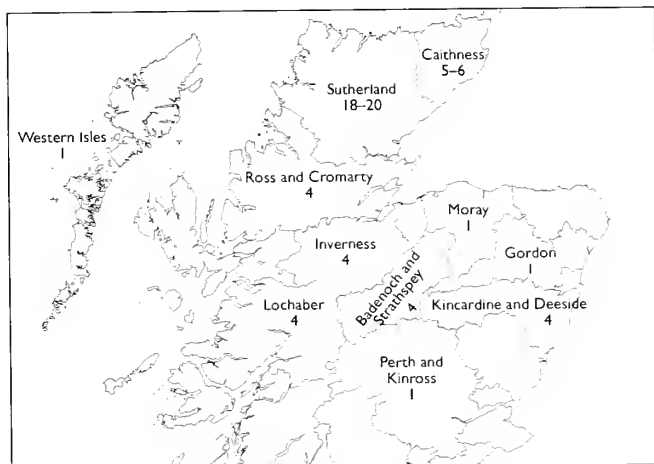 Caithness
5–6
Sutherland
18–20
Western Isles
1
Ross and Cromarty
4
Moray
1
Inverness
4
Gordon
1
Badenoch and
Strathspey
4
Lochaber
4
Kincardine and Deeside
4
Perth and
Kinross
1